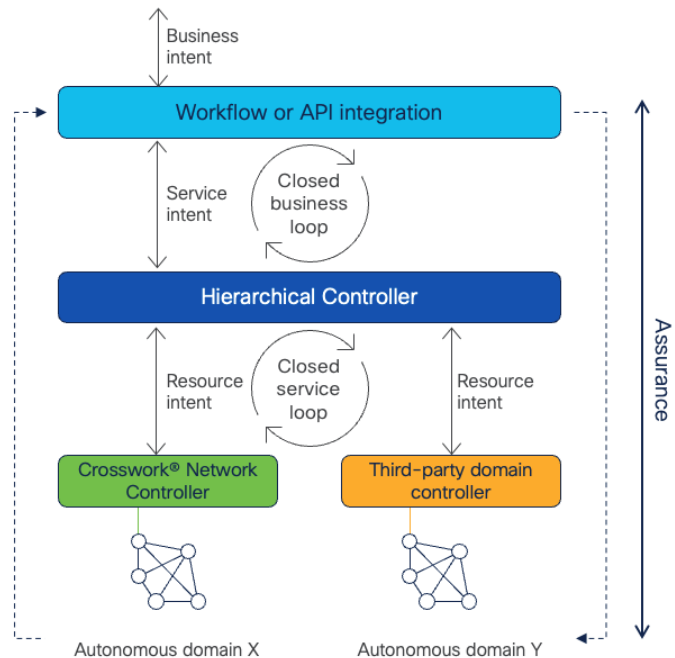 Business
intent
Workflow or API integration
Service
intent
Closed
business
loop
Hierarchical Controller
Resource
intent
Closed
service
loop
Resource
intent
Crosswork® Network
Controller
Third-party domain
controller
Autonomous domain X
Autonomous domain Y
Assurance